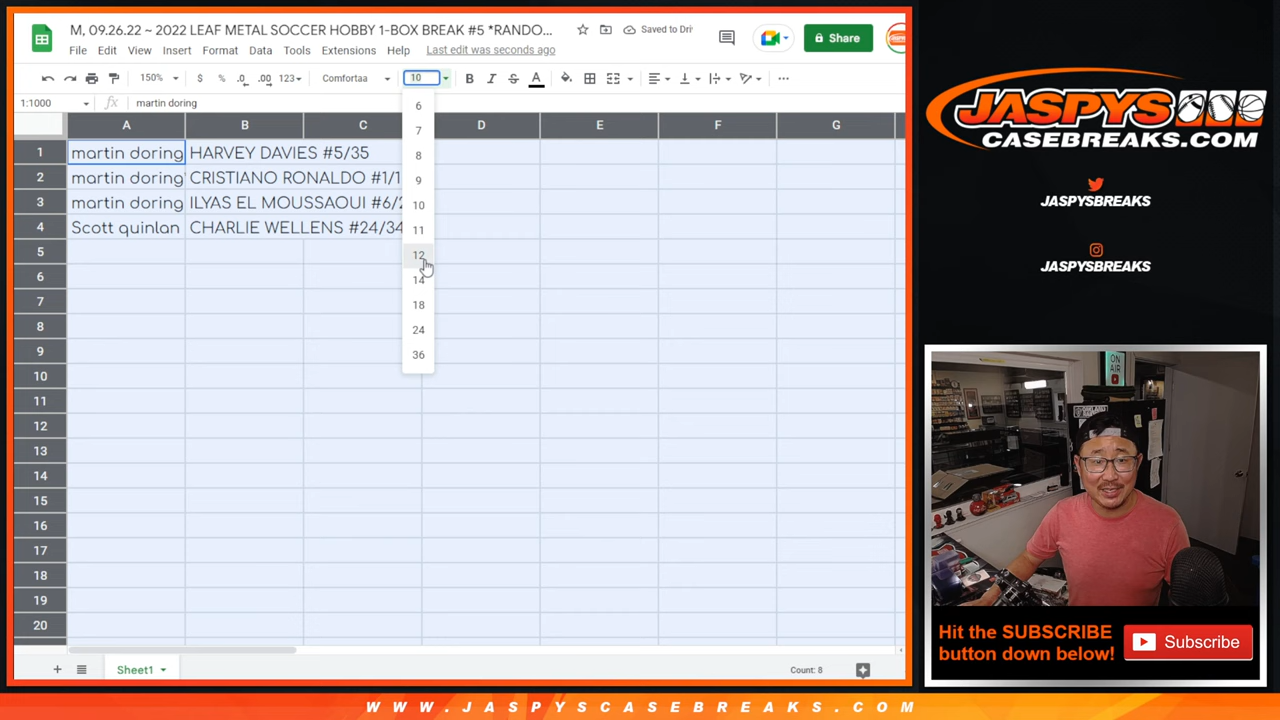 M, 09.26.22 ~ 2022 LEAF METAL SOCCER HOBBY 1-BOX BREAK #5 *RANDO...
Saved to Dri
Share
File Edit View Insert Format Data Tools Extensions Help Last edit was seconds ago
150% $ % .0 .00 123 Comfortaa 10 B I S A
1:1000 fx martin doring
A B C D E F G
1 martin doring HARVEY DAVIES #5/35
2 martin doring CRISTIANO RONALDO #1/1
3 martin doring ILYAS EL MOUSSAOUI #6/2
4 Scott quinlan CHARLIE WELLENS #24/34
5
6
7
8
9
10
11
12
13
14
15
16
17
18
19
20
6
7
8
9
10
11
12
14
18
24
36
Sheet1
Count: 8
JASPYS
CASEBREAKS.COM
JASPYSBREAKS
JASPYSBREAKS
ON
AIR
Hit the SUBSCRIBE
button down below!
Subscribe
WWW.JASPYSCASEBREAKS.COM